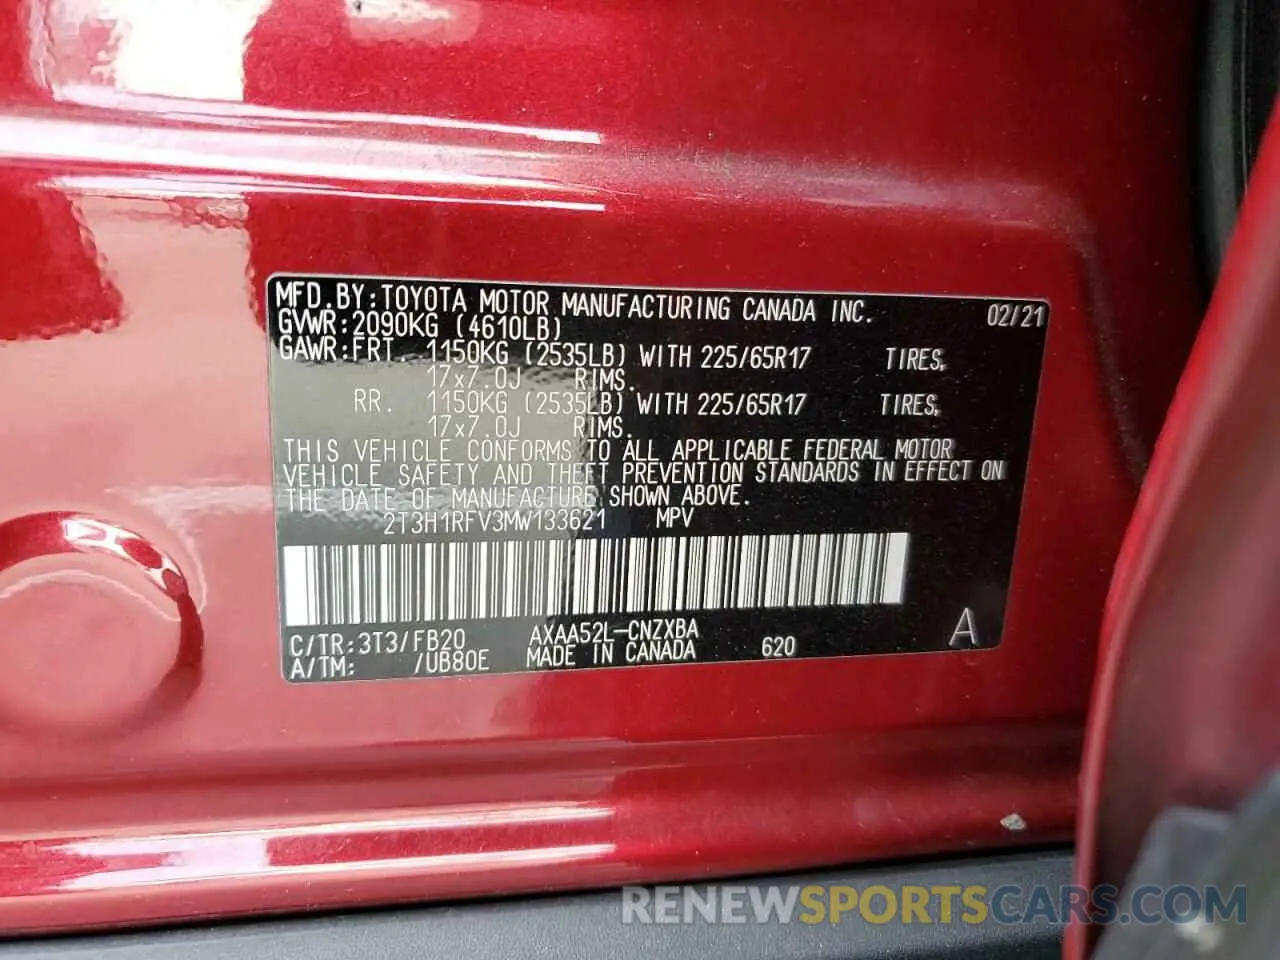 MFD.BY:TOYOTA MOTOR MANUFACTURING CANADA INC. 02/21
GVWR:2090KG (4610LB)
GAWR:FRT. 1150KG (2535LB) WITH 225/65R17 TIRES,
17x7.0J RIMS.
RR. 1150KG (2535LB) WITH 225/65R17 TIRES,
17x7.0J RIMS.
THIS VEHICLE CONFORMS TO ALL APPLICABLE FEDERAL MOTOR
VEHICLE SAFETY AND THEFT PREVENTION STANDARDS IN EFFECT ON
THE DATE OF MANUFACTURE SHOWN ABOVE.
2T3H1RFV3MW133621 MPV
C/TR:3T3/FB20 AXAA52L-CNZXBA 620 A
A/TM: /UB80E MADE IN CANADA
RENEWSPORTSCARS.COM